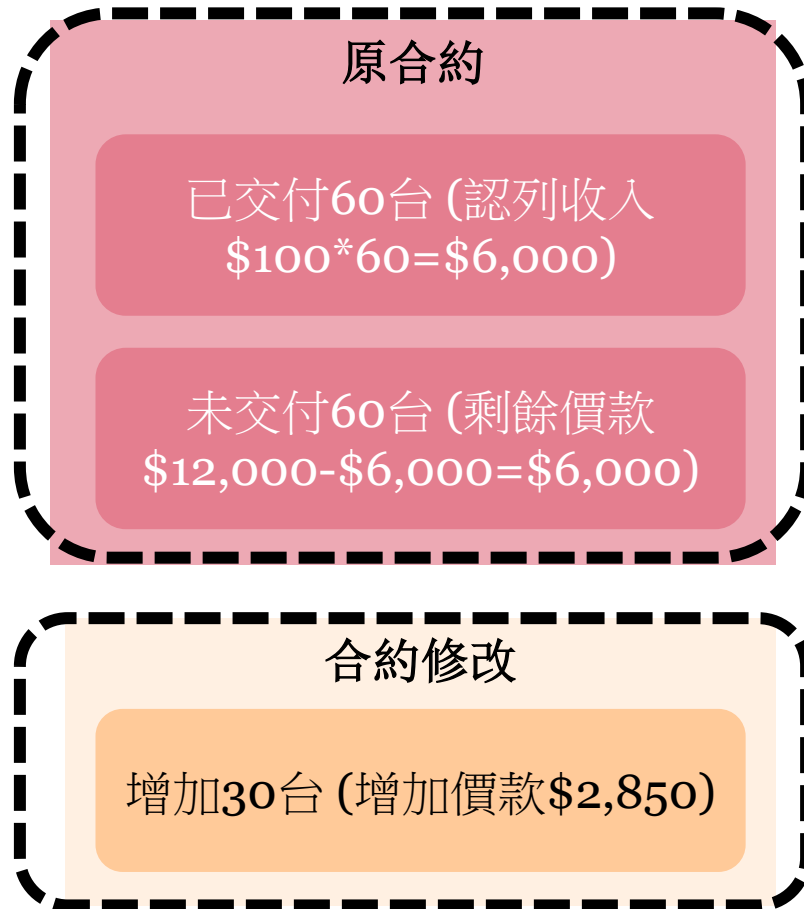 原合約
已交付60台 (認列收入
$100*60=$6,000)
未交付60台 (剩餘價款
$12,000-$6,000=$6,000)
合約修改
增加30台 (增加價款$2,850)